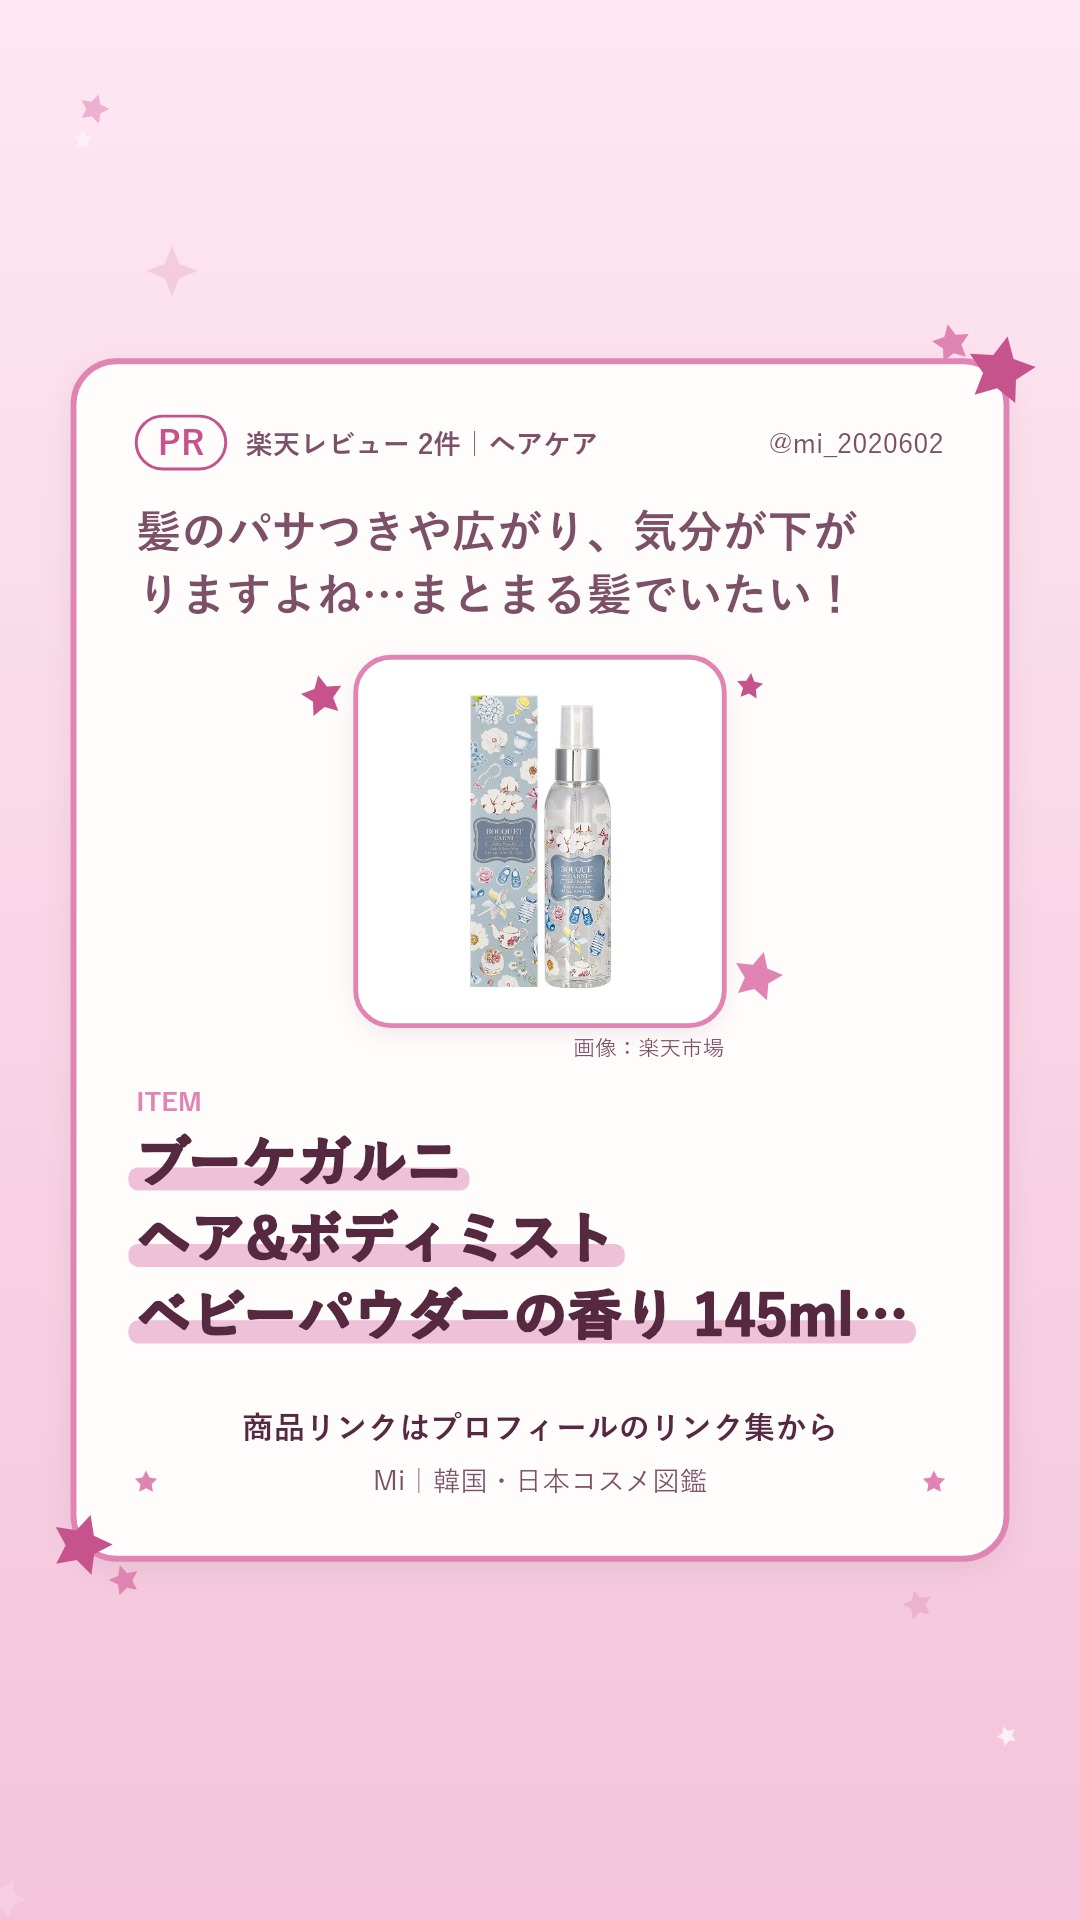 PR 楽天レビュー 2件｜ヘアケア @mi_2020602
髪のパサつきや広がり、気分が下が
りますよね…まとまる髪でいたい！
BOUQUET
GARNI
BOUQUET
GARNI
画像：楽天市場
ITEM
ブーケガルニ
ヘア&ボディミスト
ベビーパウダーの香り 145ml…
商品リンクはプロフィールのリンク集から
Mi｜韓国・日本コスメ図鑑